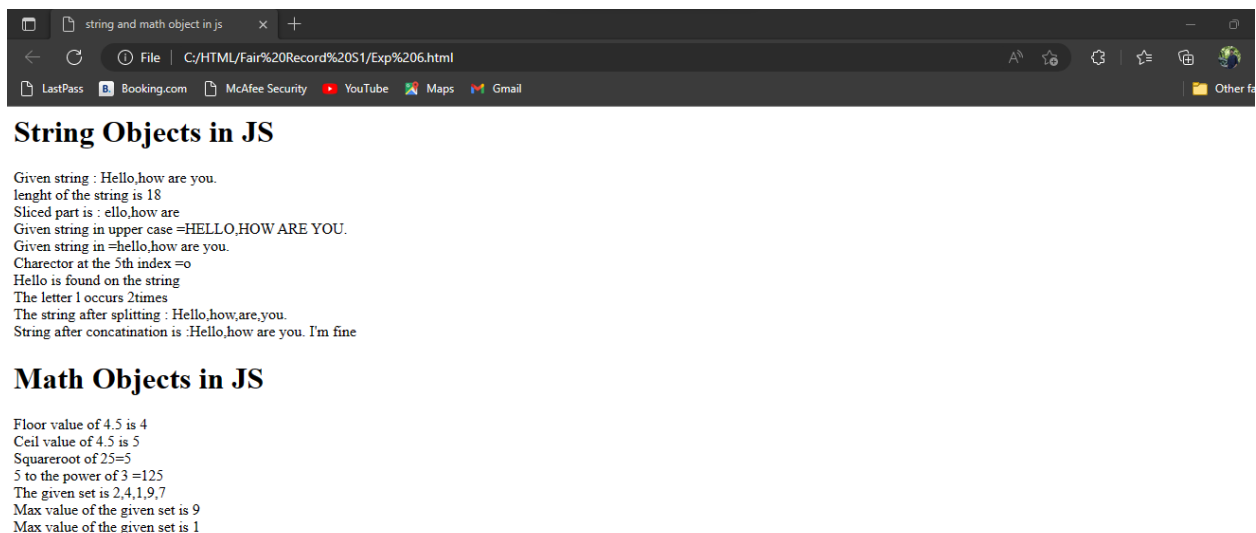 string and math object in js
File | C:/HTML/Fair%20Record%20S1/Exp%206.html
LastPass B. Booking.com McAfee Security YouTube Maps Gmail Other fa
String Objects in JS
Given string : Hello,how are you.
lenght of the string is 18
Sliced part is : ello,how are
Given string in upper case =HELLO,HOW ARE YOU.
Given string in =hello,how are you.
Charector at the 5th index =o
Hello is found on the string
The letter l occurs 2times
The string after splitting : Hello,how,are,you.
String after concatination is :Hello,how are you. I'm fine
Math Objects in JS
Floor value of 4.5 is 4
Ceil value of 4.5 is 5
Squareroot of 25=5
5 to the power of 3 =125
The given set is 2,4,1,9,7
Max value of the given set is 9
Max value of the given set is 1